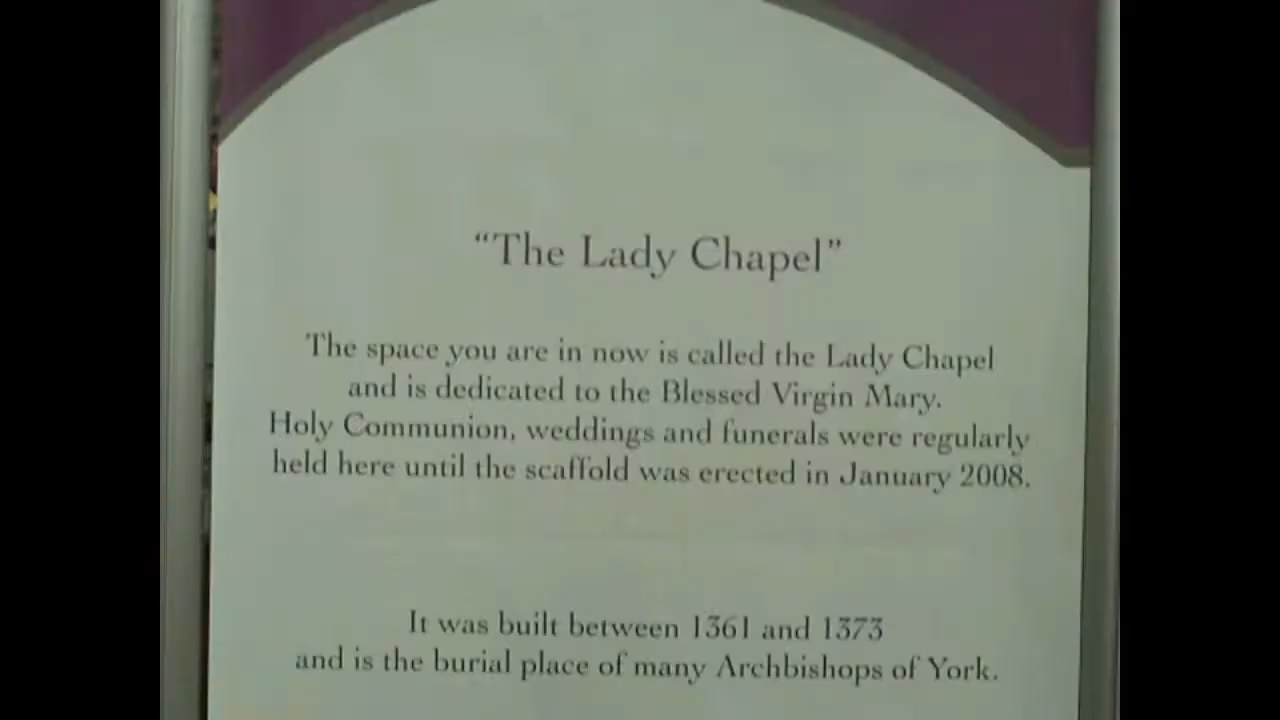 “The Lady Chapel”
The space you are in now is called the Lady Chapel
and is dedicated to the Blessed Virgin Mary.
Holy Communion, weddings and funerals were regularly
held here until the scaffold was erected in January 2008.
It was built between 1361 and 1373
and is the burial place of many Archbishops of York.